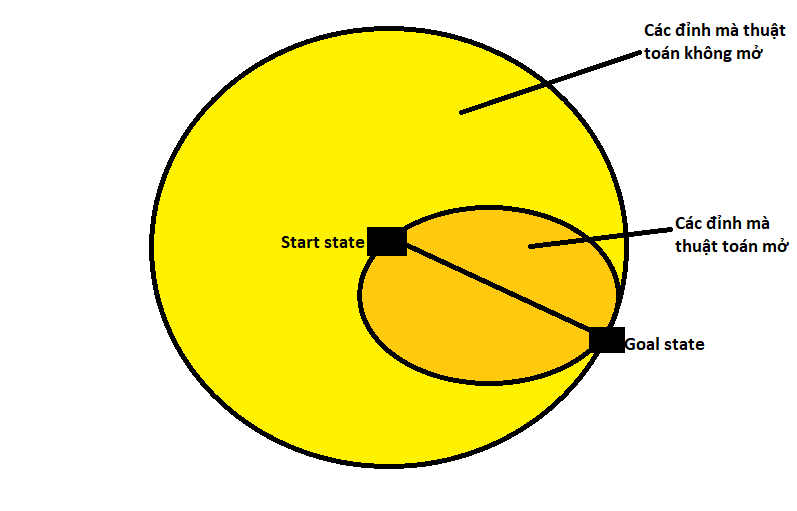 Các đỉnh mà thuật
toán không mở
Các đỉnh mà
thuật toán mở
Start state
Goal state